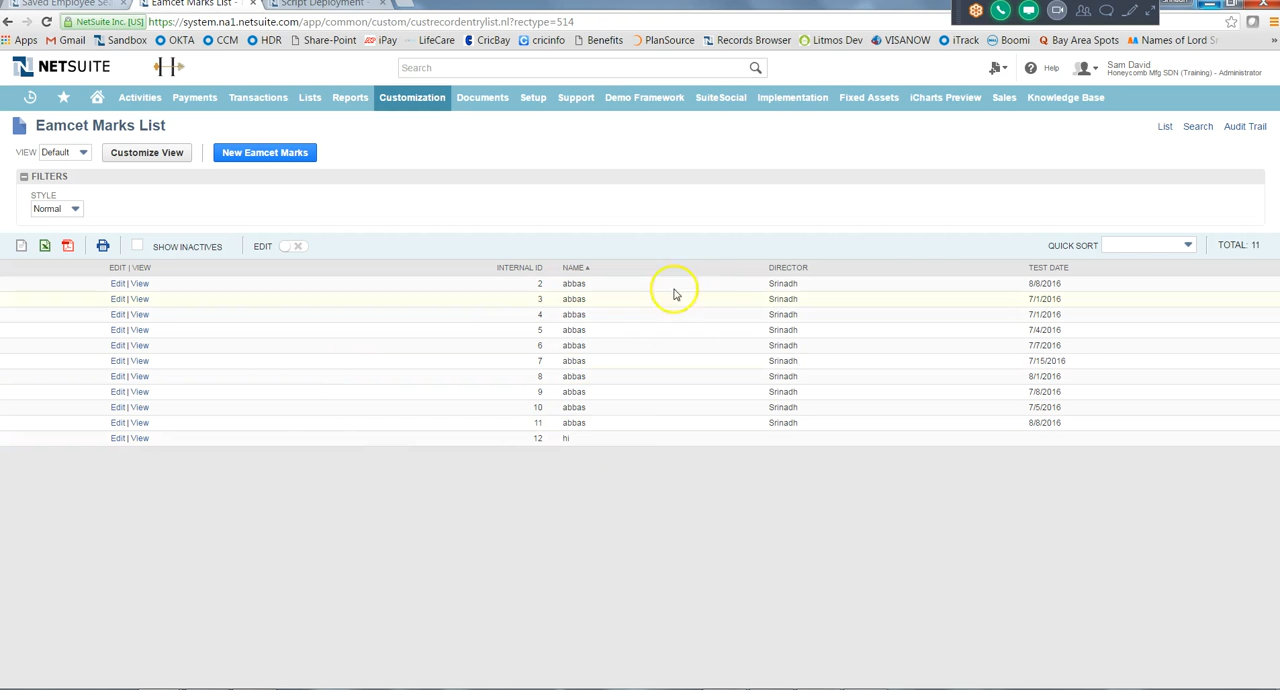 Saved Employee Sea
Eamcet Marks List -
Script Deployment -
NetSuite Inc. [US] https://system.na1.netsuite.com/app/common/custom/custrecordentrylist.nl?rectype=514
Apps Gmail Sandbox OKTA CCM HDR Share-Point iPay LifeCare CricBay cricinfo Benefits PlanSource Records Browser Litmos Dev VISANOW iTrack Boomi Bay Area Spots Names of Lord Sr »
NETSUITE
Search
Help
Sam David
Honeycomb Mfg SDN (Training) - Administrator
Activities Payments Transactions Lists Reports Customization Documents Setup Support Demo Framework SuiteSocial Implementation Fixed Assets iCharts Preview Sales Knowledge Base
Eamcet Marks List
List Search Audit Trail
VIEW Default Customize View New Eamcet Marks
FILTERS
STYLE
Normal
SHOW INACTIVES EDIT QUICK SORT TOTAL: 11
EDIT | VIEW INTERNAL ID NAME DIRECTOR TEST DATE
Edit | View 2 abbas Srinadh 8/8/2016
Edit | View 3 abbas Srinadh 7/1/2016
Edit | View 4 abbas Srinadh 7/1/2016
Edit | View 5 abbas Srinadh 7/4/2016
Edit | View 6 abbas Srinadh 7/7/2016
Edit | View 7 abbas Srinadh 7/15/2016
Edit | View 8 abbas Srinadh 8/1/2016
Edit | View 9 abbas Srinadh 7/8/2016
Edit | View 10 abbas Srinadh 7/5/2016
Edit | View 11 abbas Srinadh 8/8/2016
Edit | View 12 hi